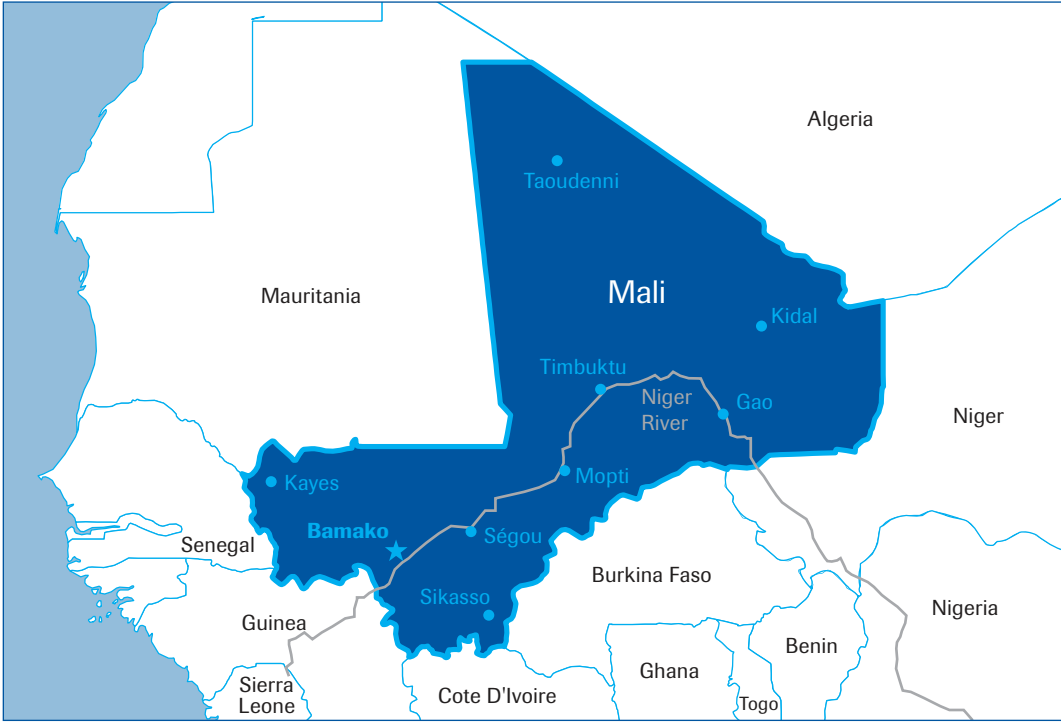 Algeria
Taoudenni
Mauritania
Mali
Kidal
Timbuktu
Niger
River
Gao
Niger
Mopti
Kayes
Bamako
Ségou
Senegal
Burkina Faso
Sikasso
Guinea
Nigeria
Benin
Ghana
Sierra
Leone
Cote D'Ivoire
Togo